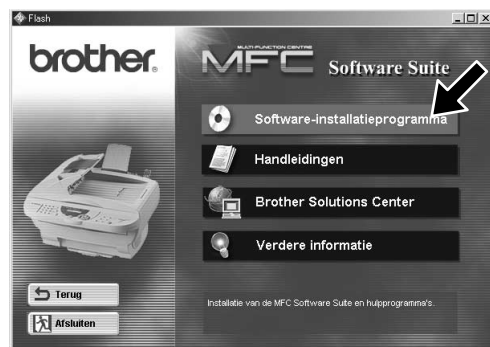 Flash
brother.
MULTI-FUNCTION CENTRE
MFC Software Suite
Software-installatieprogramma
Handleidingen
Brother Solutions Center
Verdere informatie
Terug
Afsluiten
Installatie van de MFC Software Suite en hulpprogramma's.